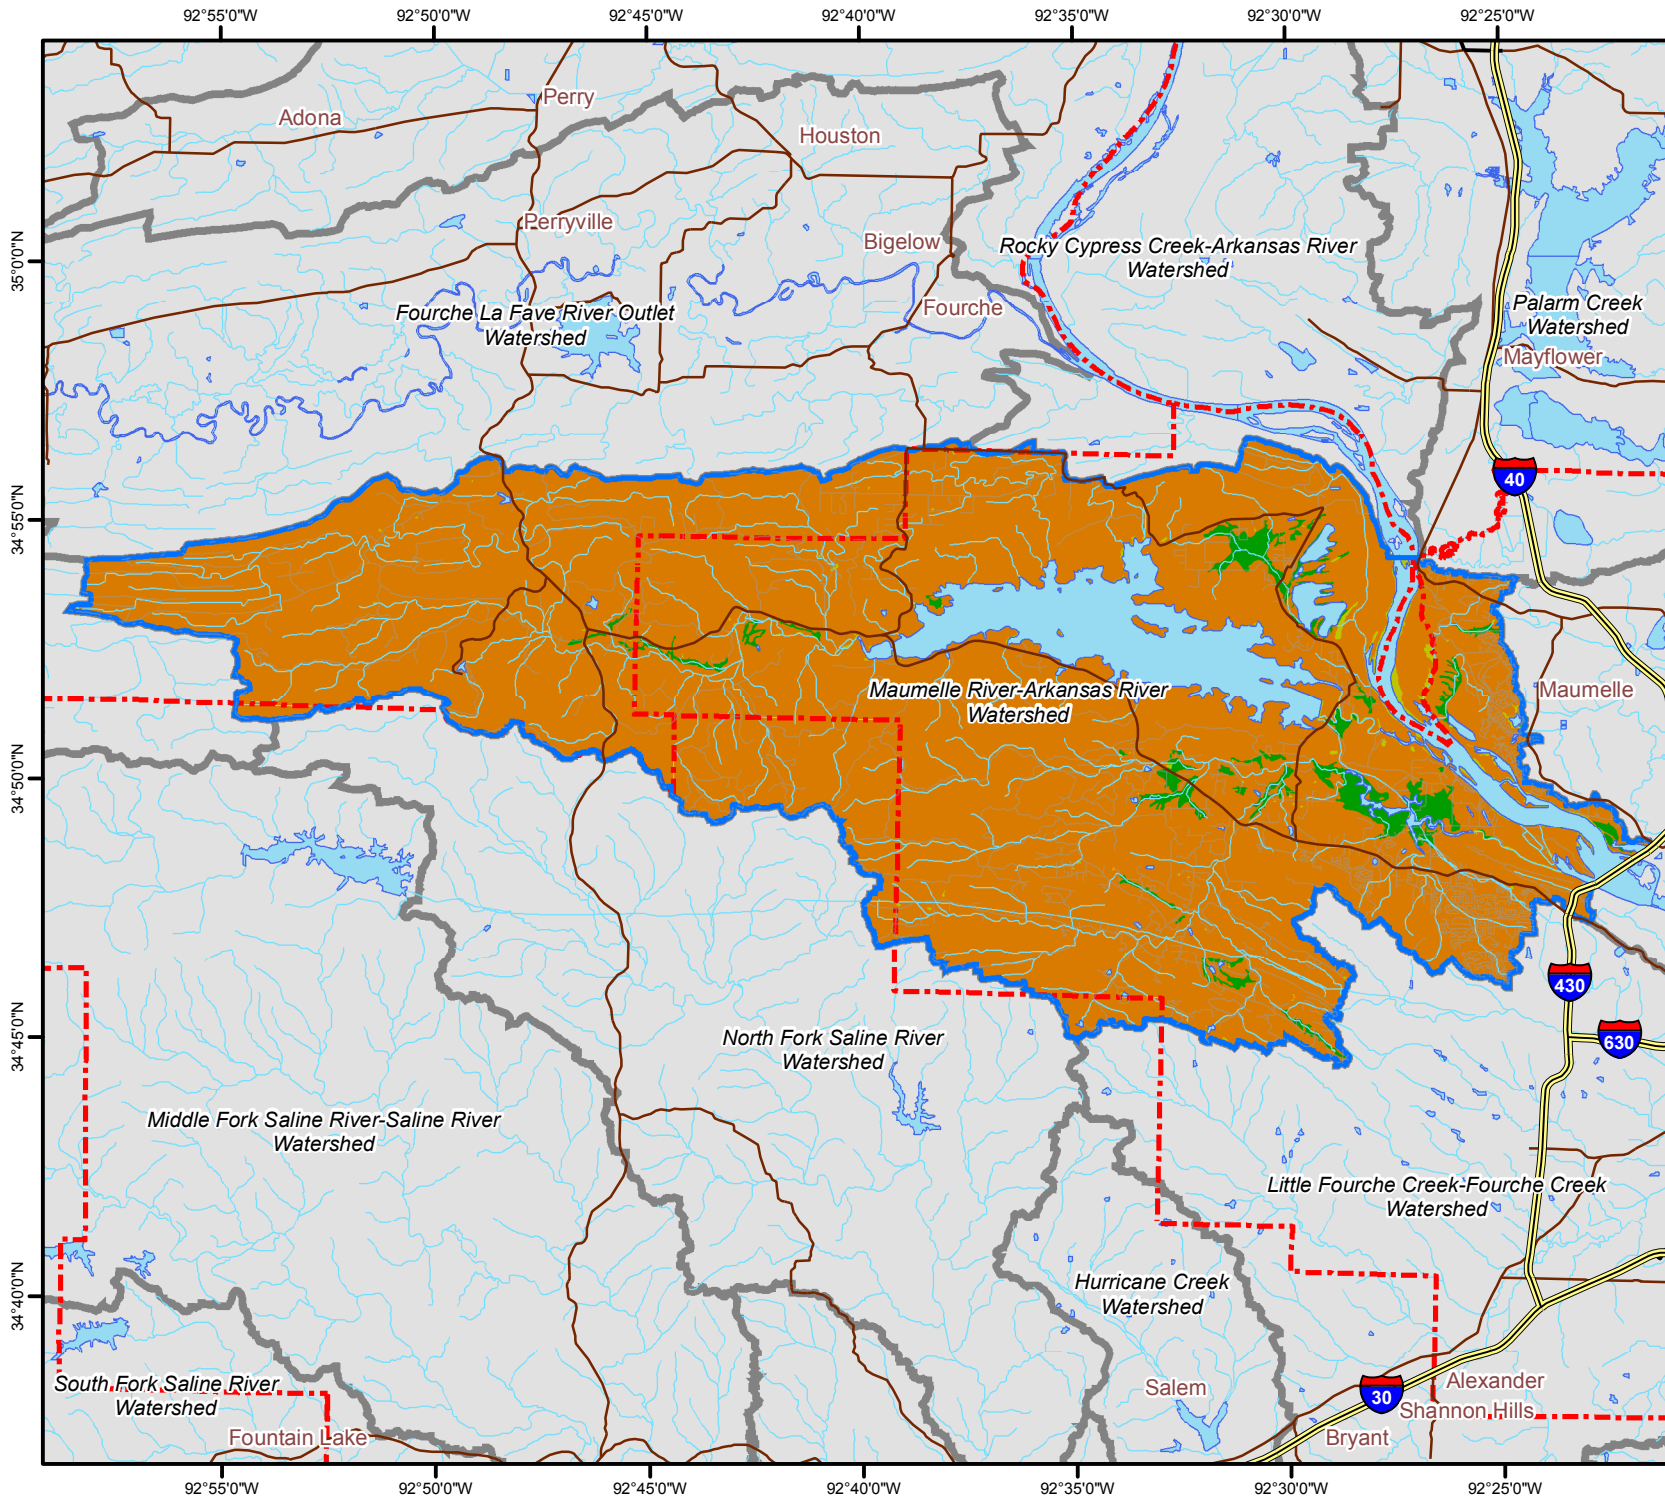 92°55'0"W
92°50'0"W
92°45'0"W
92°40'0"W
92°35'0"W
92°30'0"W
92°25'0"W
Perry
Adona
Houston
Perryville
Bigelow
Rocky Cypress Creek-Arkansas River
Watershed
35°0'0"N
Fourche La Fave River Outlet
Watershed
Fourche
Palarm Creek
Watershed
Mayflower
40
34°55'0"N
Maumelle River-Arkansas River
Watershed
Maumelle
34°50'0"N
430
630
34°45'0"N
North Fork Saline River
Watershed
Middle Fork Saline River-Saline River
Watershed
Little Fourche Creek-Fourche Creek
Watershed
34°40'0"N
Hurricane Creek
Watershed
South Fork Saline River
Watershed
Salem
30
Alexander
Shannon Hills
Fountain Lake
Bryant
92°55'0"W
92°50'0"W
92°45'0"W
92°40'0"W
92°35'0"W
92°30'0"W
92°25'0"W